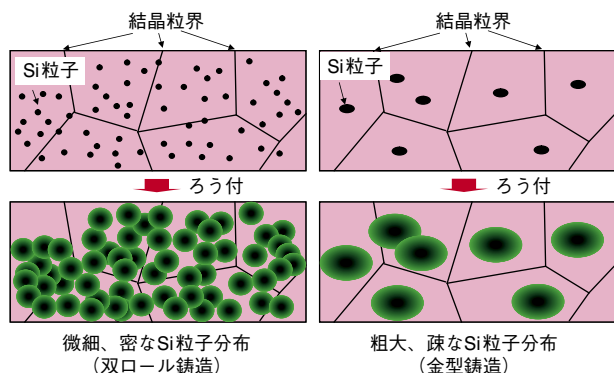 結晶粒界
結晶粒界
Si粒子
Si粒子
ろう付
ろう付
微細、密なSi粒子分布
（双ロール鋳造）
粗大、疎なSi粒子分布
（金型鋳造）